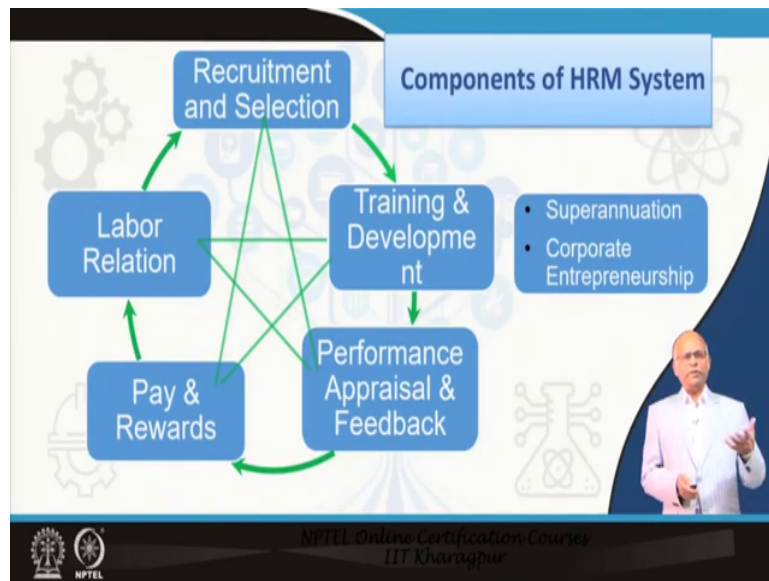 Components of HRM System
Recruitment
and Selection
Training &
Developme
nt
Performance
Appraisal &
Feedback
Pay &
Rewards
Labor
Relation
• Superannuation
• Corporate
Entrepreneurship
NPTEL
NPTEL Online Certification Courses
IIT Kharagpur